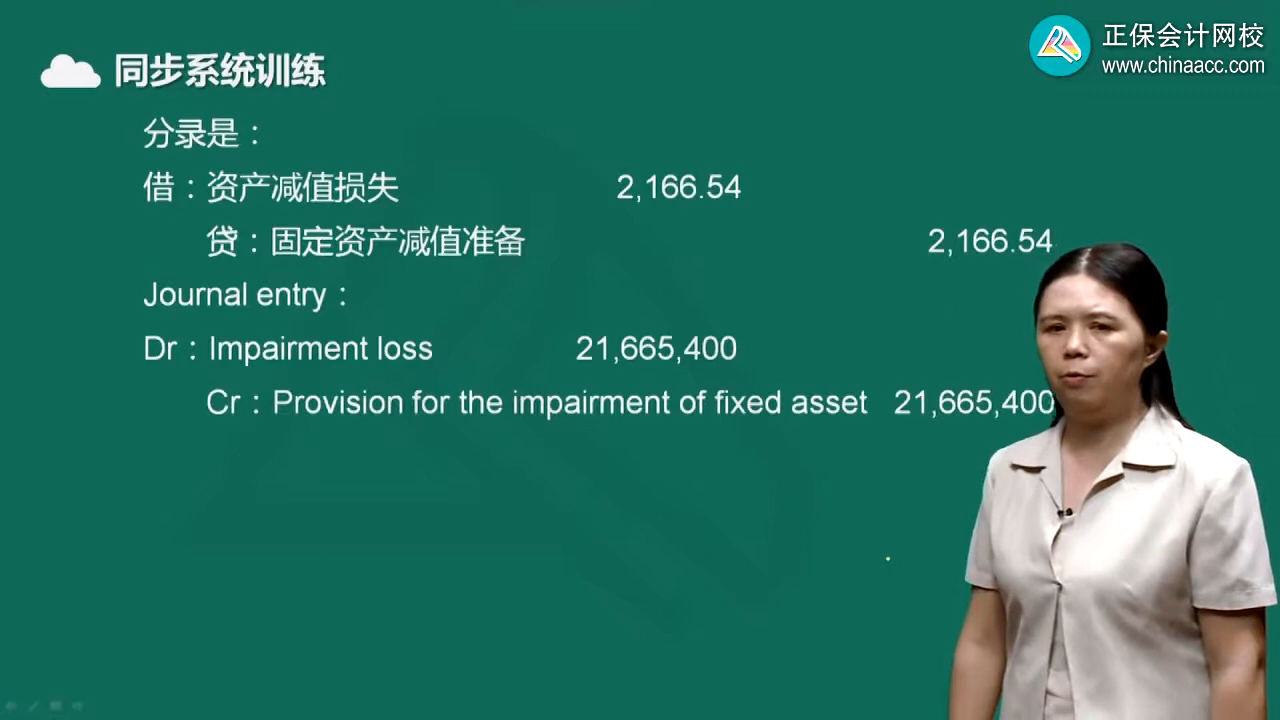 正保会计网校
www.chinaacc.com
同步系统训练
分录是：
借：资产减值损失 2,166.54
贷：固定资产减值准备 2,166.54
Journal entry：
Dr：Impairment loss 21,665,400
Cr：Provision for the impairment of fixed asset 21,665,400